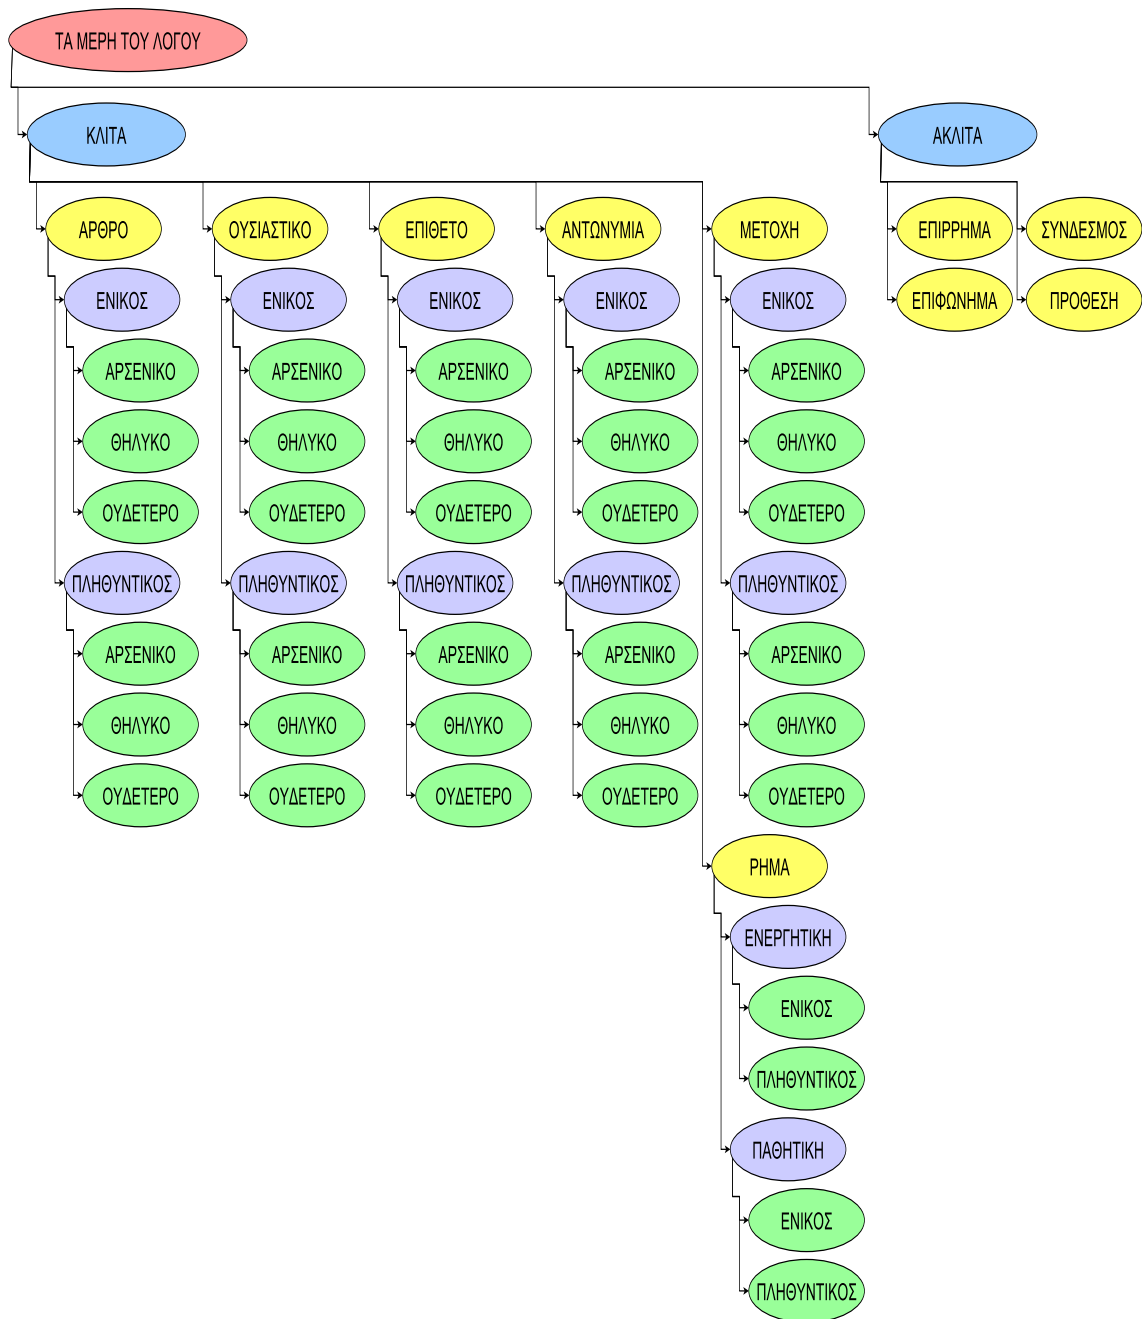 ΤΑ ΜΕΡΗ ΤΟΥ ΛΟΓΟΥ
ΚΛΙΤΑ
ΑΚΛΙΤΑ
ΑΡΘΡΟ
ΟΥΣΙΑΣΤΙΚΟ
ΕΠΙΘΕΤΟ
ΑΝΤΩΝΥΜΙΑ
ΜΕΤΟΧΗ
ΕΠΙΡΡΗΜΑ
ΣΥΝΔΕΣΜΟΣ
ΕΝΙΚΟΣ
ΕΝΙΚΟΣ
ΕΝΙΚΟΣ
ΕΝΙΚΟΣ
ΕΝΙΚΟΣ
ΕΠΙΦΩΝΗΜΑ
ΠΡΟΘΕΣΗ
ΑΡΣΕΝΙΚΟ
ΑΡΣΕΝΙΚΟ
ΑΡΣΕΝΙΚΟ
ΑΡΣΕΝΙΚΟ
ΑΡΣΕΝΙΚΟ
ΘΗΛΥΚΟ
ΘΗΛΥΚΟ
ΘΗΛΥΚΟ
ΘΗΛΥΚΟ
ΘΗΛΥΚΟ
ΟΥΔΕΤΕΡΟ
ΟΥΔΕΤΕΡΟ
ΟΥΔΕΤΕΡΟ
ΟΥΔΕΤΕΡΟ
ΟΥΔΕΤΕΡΟ
ΠΛΗΘΥΝΤΙΚΟΣ
ΠΛΗΘΥΝΤΙΚΟΣ
ΠΛΗΘΥΝΤΙΚΟΣ
ΠΛΗΘΥΝΤΙΚΟΣ
ΠΛΗΘΥΝΤΙΚΟΣ
ΑΡΣΕΝΙΚΟ
ΑΡΣΕΝΙΚΟ
ΑΡΣΕΝΙΚΟ
ΑΡΣΕΝΙΚΟ
ΑΡΣΕΝΙΚΟ
ΘΗΛΥΚΟ
ΘΗΛΥΚΟ
ΘΗΛΥΚΟ
ΘΗΛΥΚΟ
ΘΗΛΥΚΟ
ΟΥΔΕΤΕΡΟ
ΟΥΔΕΤΕΡΟ
ΟΥΔΕΤΕΡΟ
ΟΥΔΕΤΕΡΟ
ΟΥΔΕΤΕΡΟ
ΡΗΜΑ
ΕΝΕΡΓΗΤΙΚΗ
ΕΝΙΚΟΣ
ΠΛΗΘΥΝΤΙΚΟΣ
ΠΑΘΗΤΙΚΗ
ΕΝΙΚΟΣ
ΠΛΗΘΥΝΤΙΚΟΣ